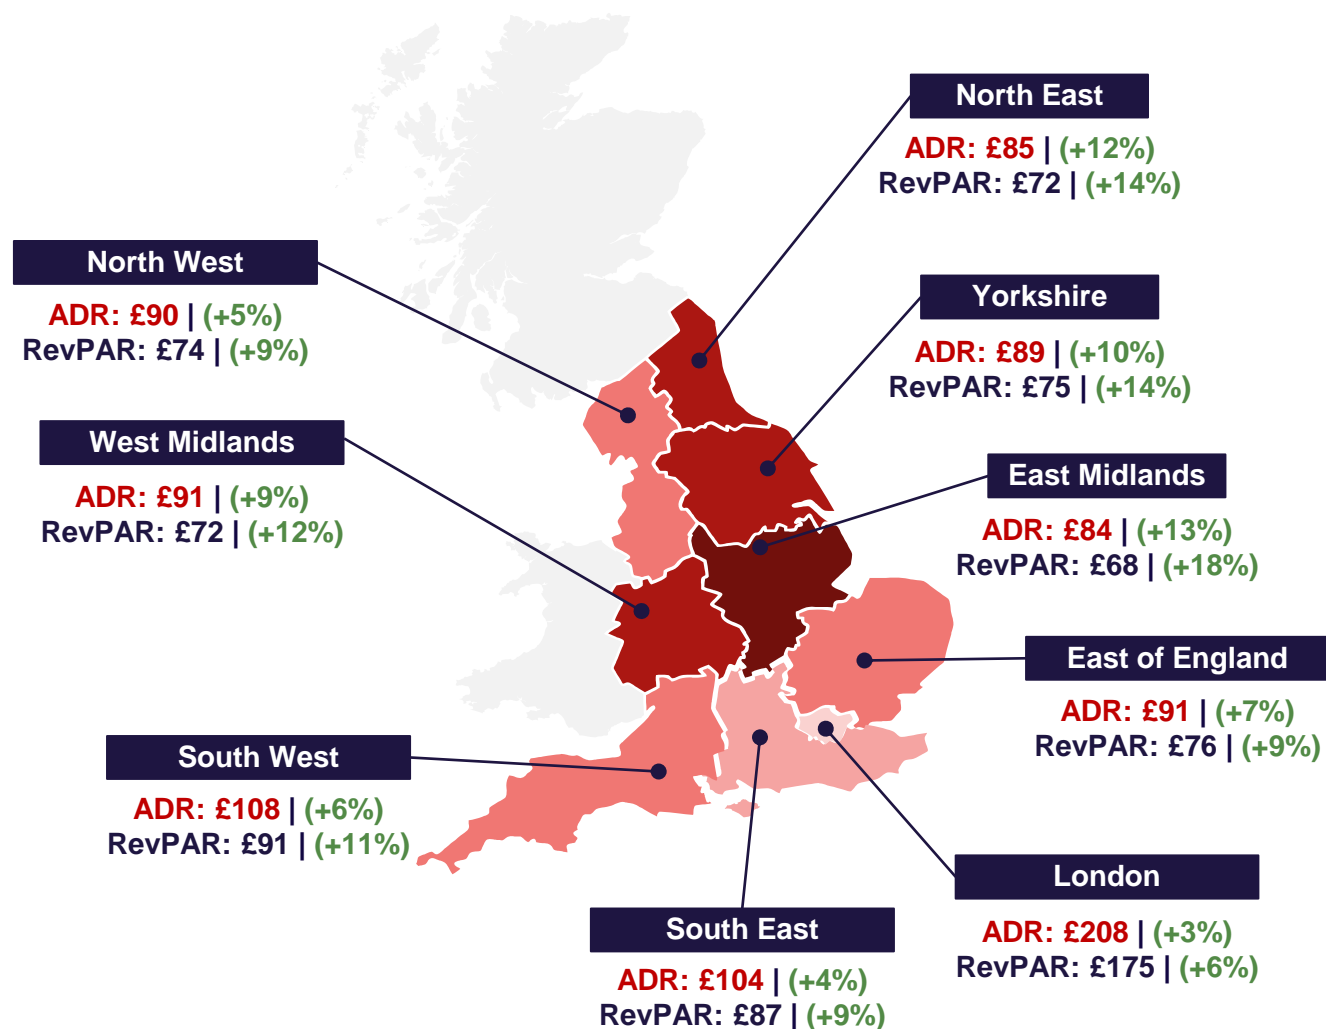 North East
ADR: £85 | (+12%)
RevPAR: £72 | (+14%)
North West
ADR: £90 | (+5%)
RevPAR: £74 | (+9%)
Yorkshire
ADR: £89 | (+10%)
RevPAR: £75 | (+14%)
West Midlands
ADR: £91 | (+9%)
RevPAR: £72 | (+12%)
East Midlands
ADR: £84 | (+13%)
RevPAR: £68 | (+18%)
East of England
ADR: £91 | (+7%)
RevPAR: £76 | (+9%)
South West
ADR: £108 | (+6%)
RevPAR: £91 | (+11%)
London
ADR: £208 | (+3%)
RevPAR: £175 | (+6%)
South East
ADR: £104 | (+4%)
RevPAR: £87 | (+9%)